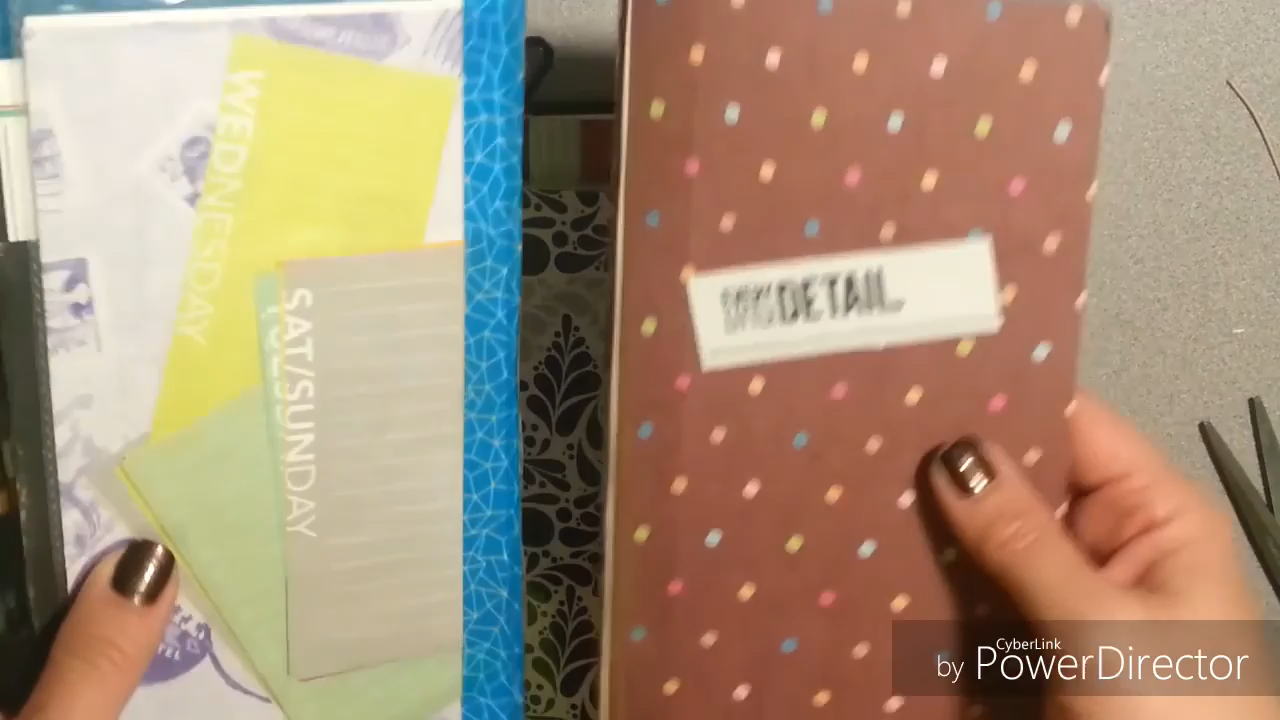 WEDNESDAY
SAT/SUNDAY
DETAIL
CyberLink
by PowerDirector